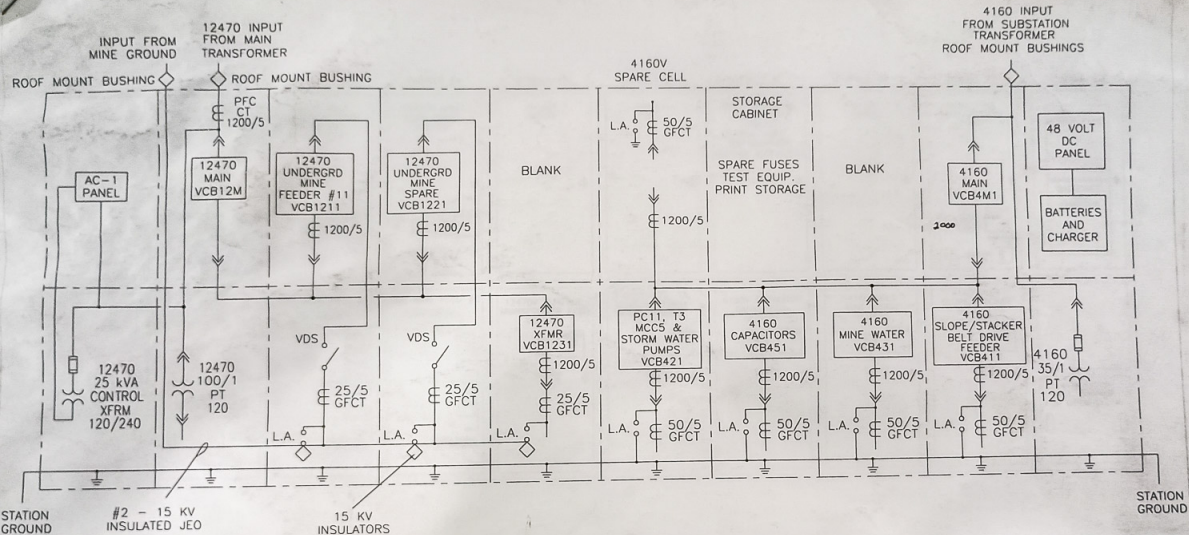 INPUT FROM
MINE GROUND
ROOF MOUNT BUSHING
12470 INPUT
FROM MAIN
TRANSFORMER
ROOF MOUNT BUSHING
4160V
SPARE CELL
4160 INPUT
FROM SUBSTATION
TRANSFORMER
ROOF MOUNT BUSHINGS
PFC
CT
1200/5
AC-1
PANEL
12470
MAIN
VCB12M
12470
UNDERGRD
MINE
FEEDER #11
VCB1211
1200/5
12470
UNDERGRD
MINE
SPARE
VCB1221
1200/5
BLANK
L.A.
50/5
GFCT
1200/5
STORAGE
CABINET
SPARE FUSES
TEST EQUIP.
PRINT STORAGE
BLANK
4160
MAIN
VCB4M1
2000
48 VOLT
DC
PANEL
BATTERIES
AND
CHARGER
12470
25 kVA
CONTROL
XFRM
120/240
12470
100/1
PT
120
VDS
25/5
GFCT
L.A.
VDS
25/5
GFCT
L.A.
12470
XFMR
VCB1231
1200/5
25/5
GFCT
L.A.
PC11, T3
MCC5 &
STORM WATER
PUMPS
VCB421
1200/5
L.A.
50/5
GFCT
4160
CAPACITORS
VCB451
1200/5
L.A.
50/5
GFCT
4160
MINE WATER
VCB431
1200/5
L.A.
50/5
GFCT
4160
SLOPE/STACKER
BELT DRIVE
FEEDER
VCB411
1200/5
L.A.
50/5
GFCT
4160
35/1
PT
120
STATION
GROUND
#2 - 15 KV
INSULATED JEO
15 KV
INSULATORS
STATION
GROUND